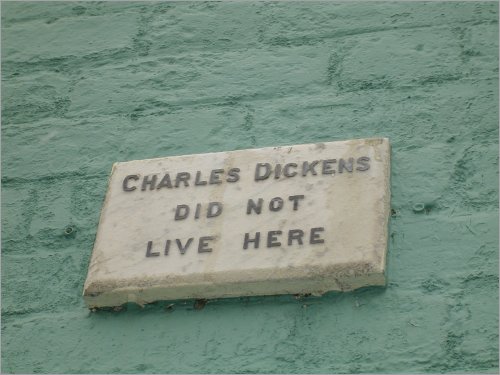 CHARLES DICKENS
DID NOT
LIVE HERE